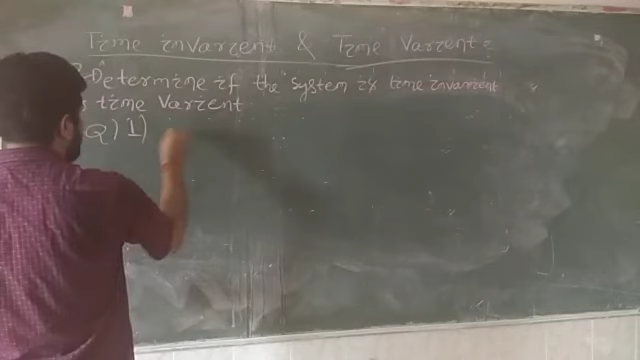 Time invarient & Time Varient:
Determine if the system is time invarient
time Varient
Q) 1)